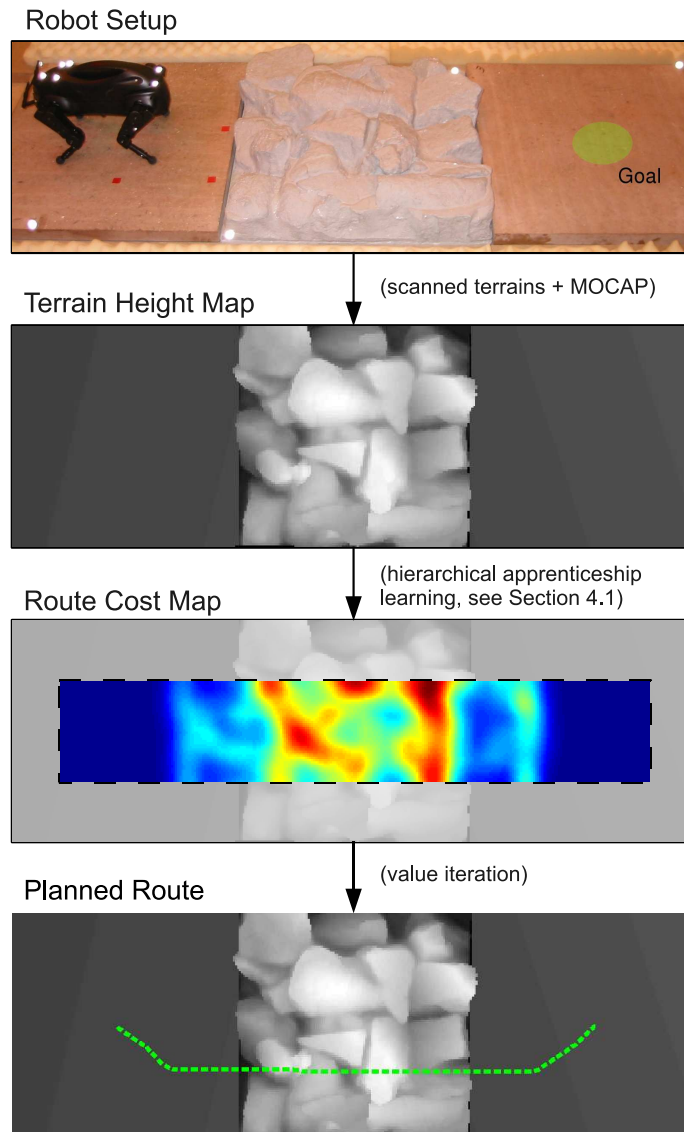 Robot Setup
Goal
(scanned terrains + MOCAP)
Terrain Height Map
(hierarchical apprenticeship
learning, see Section 4.1)
Route Cost Map
(value iteration)
Planned Route